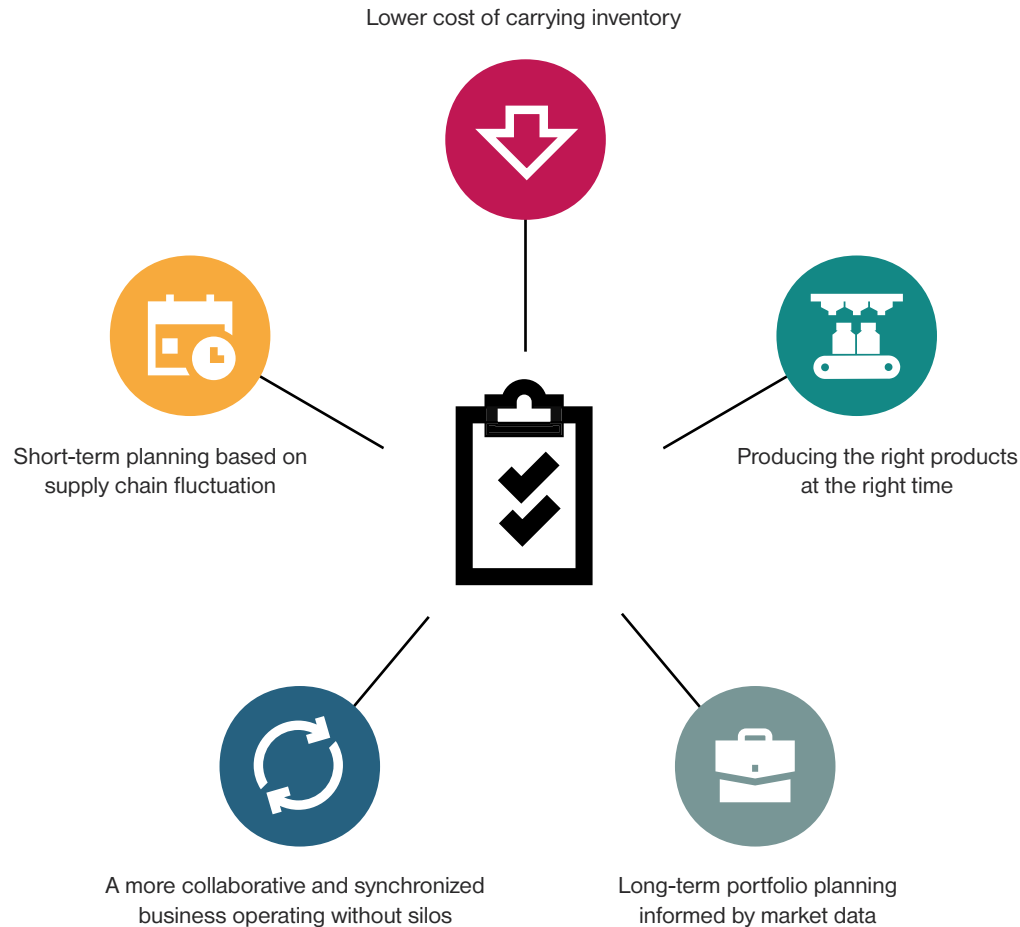 Lower cost of carrying inventory
Short-term planning based on
supply chain fluctuation
Producing the right products
at the right time
A more collaborative and synchronized
business operating without silos
Long-term portfolio planning
informed by market data